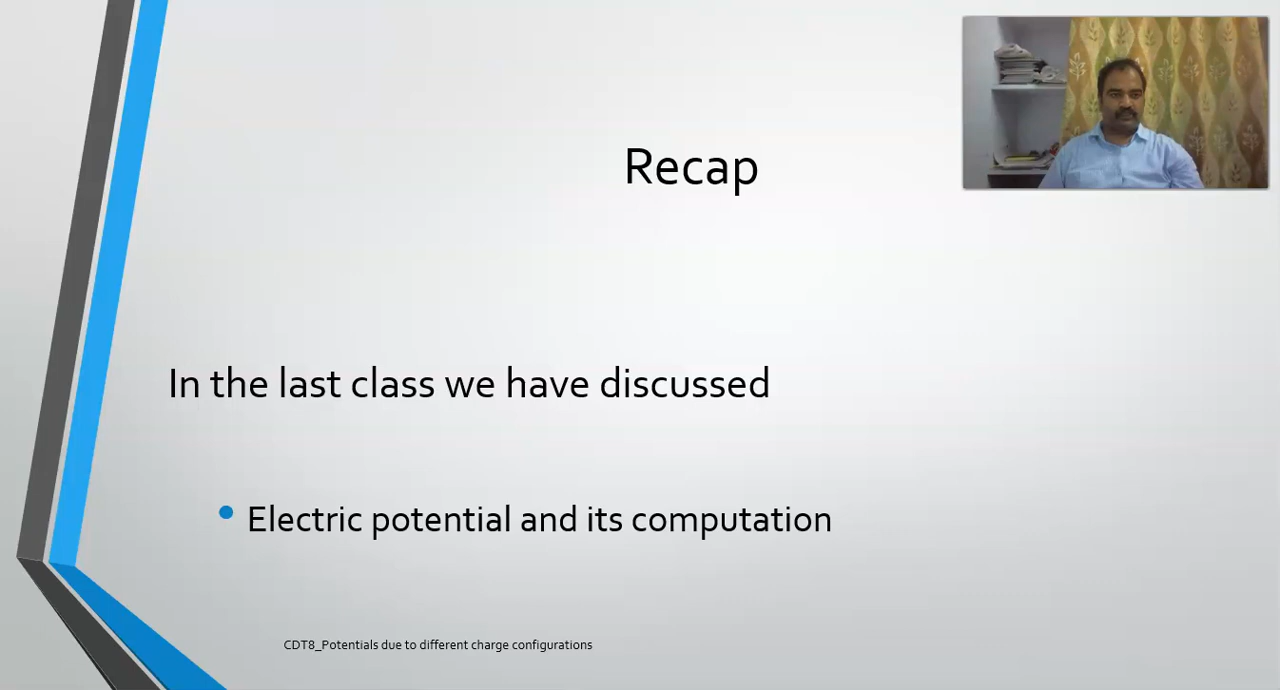 Recap
In the last class we have discussed
• Electric potential and its computation
CDT8_Potentials due to different charge configurations